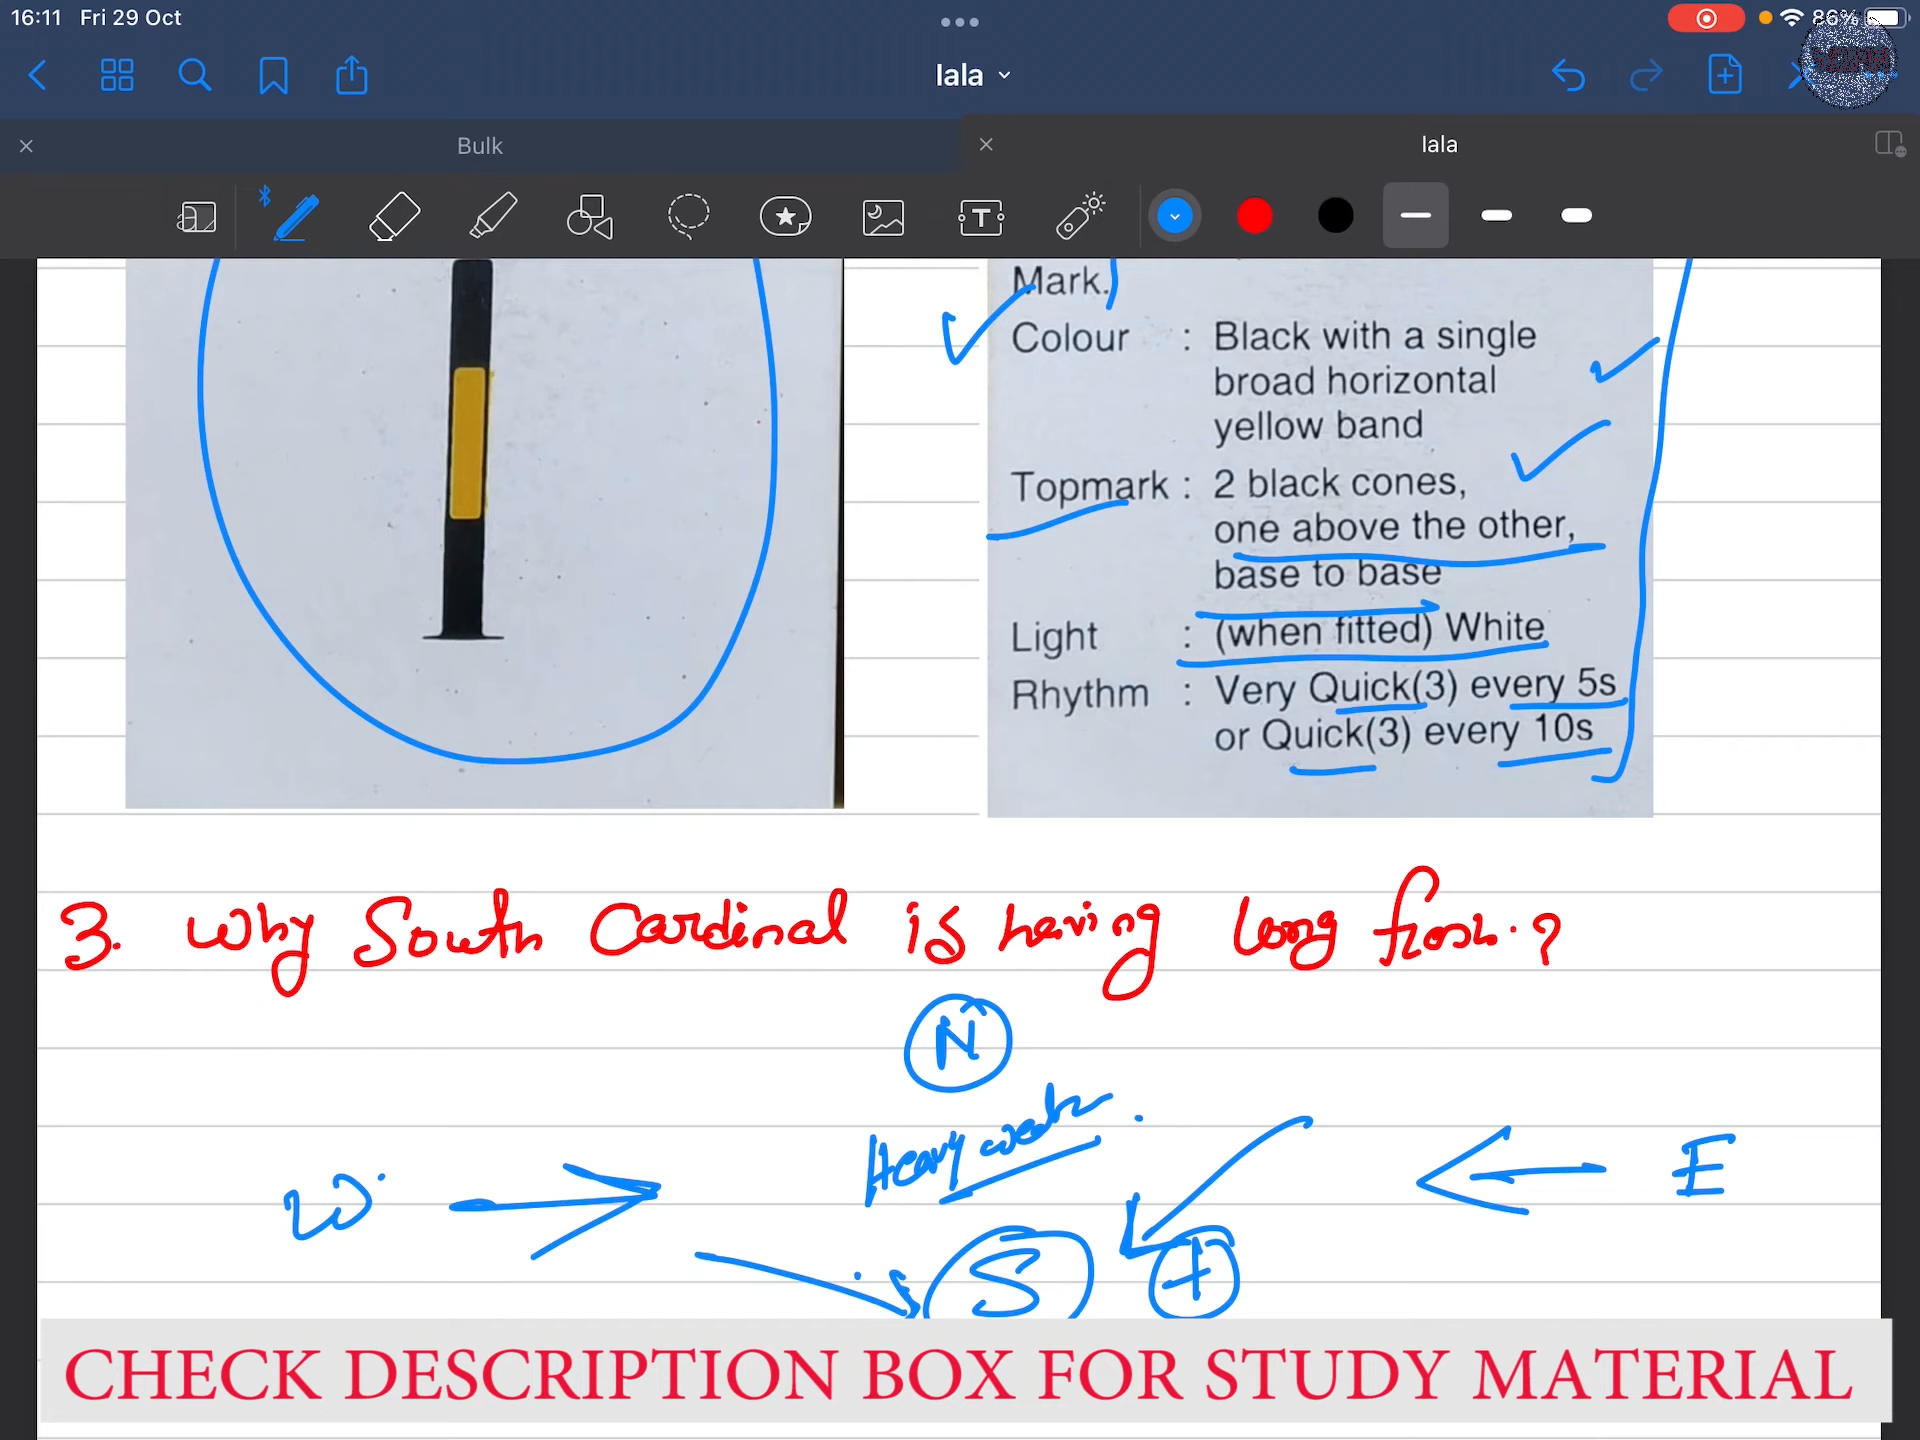 16:11 Fri 29 Oct
86%
lala
Bulk
lala
Mark.
Colour : Black with a single
broad horizontal
yellow band
Topmark : 2 black cones,
one above the other,
base to base
Light : (when fitted) White
Rhythm : Very Quick(3) every 5s
or Quick(3) every 10s
3. Why South Cardinal is having long
N
Heavy
W E
S
CHECK DESCRIPTION BOX FOR STUDY MATERIAL